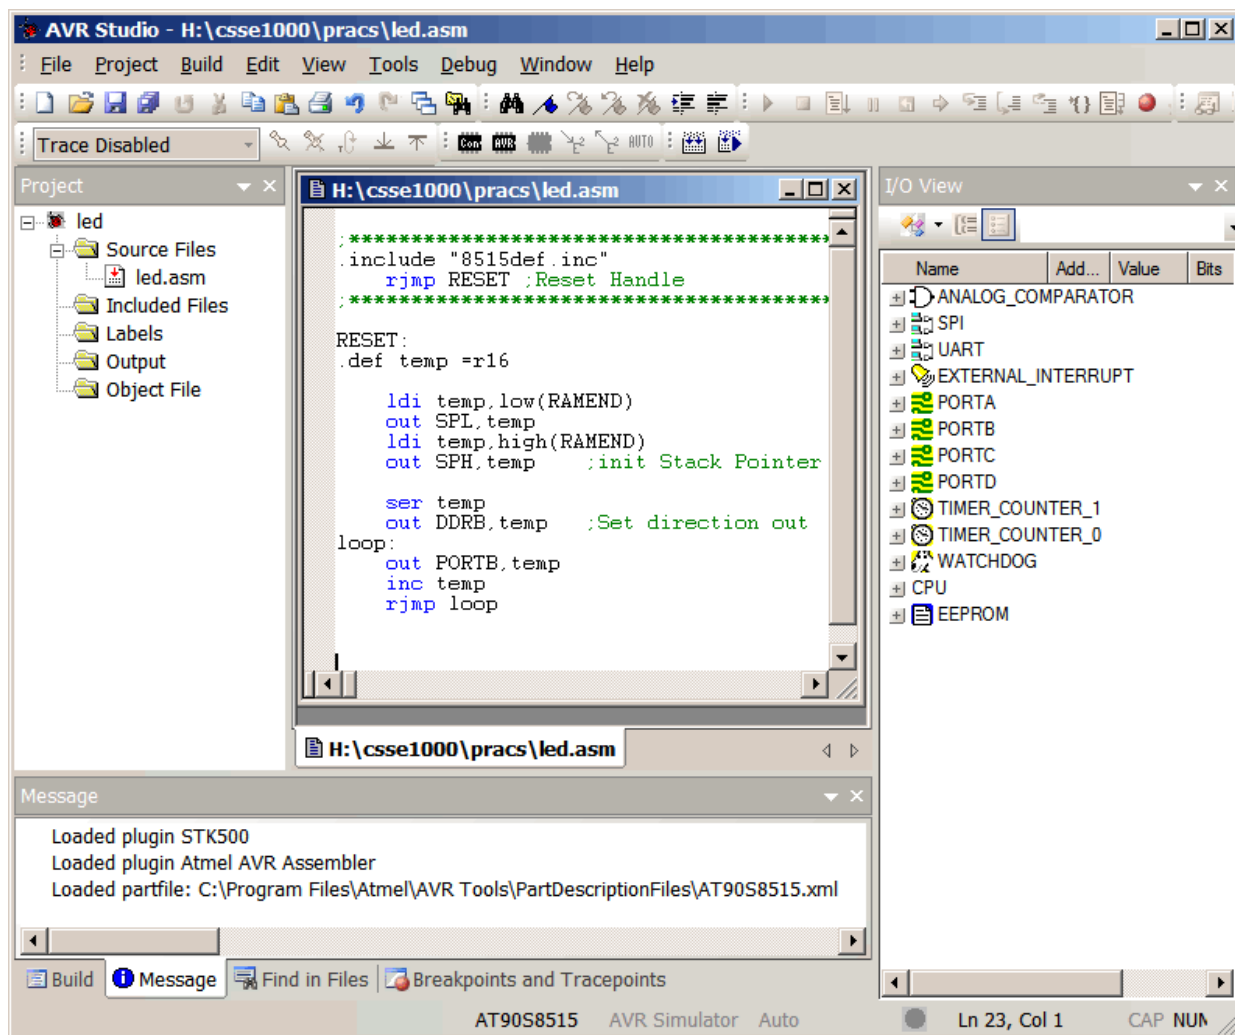 AVR Studio - H:\csse1000\pracs\led.asm
File Project Build Edit View Tools Debug Window Help
Trace Disabled
Con AVR AUTO
Project
led
Source Files
led.asm
Included Files
Labels
Output
Object File
H:\csse1000\pracs\led.asm
;***************************************
.include "8515def.inc"
rjmp RESET ;Reset Handle
;***************************************
RESET:
.def temp =r16
ldi temp,low(RAMEND)
out SPL,temp
ldi temp,high(RAMEND)
out SPH,temp ;init Stack Pointer
ser temp
out DDRB,temp ;Set direction out
loop:
out PORTB,temp
inc temp
rjmp loop
H:\csse1000\pracs\led.asm
I/O View
Name Add... Value Bits
ANALOG_COMPARATOR
SPI
UART
EXTERNAL_INTERRUPT
PORTA
PORTB
PORTC
PORTD
TIMER_COUNTER_1
TIMER_COUNTER_0
WATCHDOG
CPU
EEPROM
Message
Loaded plugin STK500
Loaded plugin Atmel AVR Assembler
Loaded partfile: C:\Program Files\Atmel\AVR Tools\PartDescriptionFiles\AT90S8515.xml
Build Message Find in Files Breakpoints and Tracepoints
AT90S8515 AVR Simulator Auto Ln 23, Col 1 CAP NUM